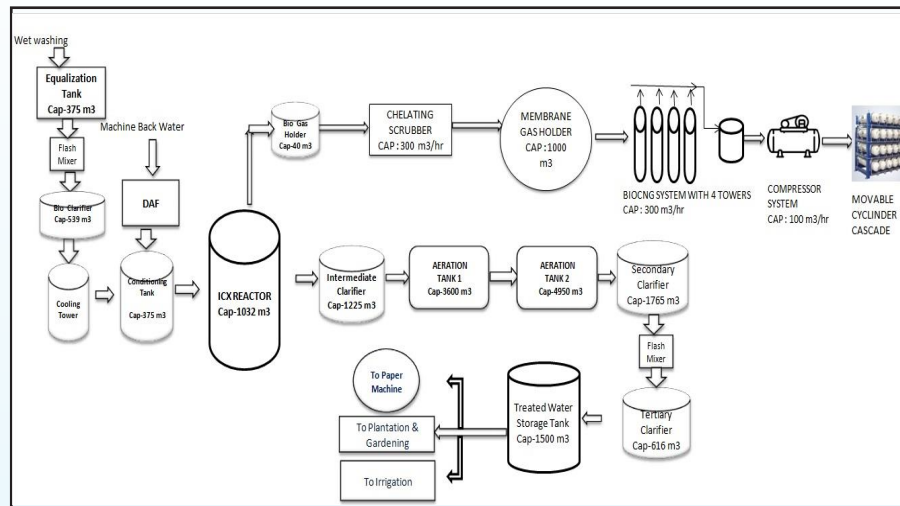 Wet washing
Equalization
Tank
Cap-375 m3
Flash
Mixer
Bio Clarifier
Cap-539 m3
Cooling
Tower
Machine Back Water
DAF
Conditioning
Tank
Cap-375 m3
ICX REACTOR
Cap-1032 m3
Bio Gas
Holder
Cap-40 m3
CHELATING
SCRUBBER
CAP : 300 m3/hr
MEMBRANE
GAS HOLDER
CAP : 1000
m3
BIOCNG SYSTEM WITH 4 TOWERS
CAP : 300 m3/hr
COMPRESSOR
SYSTEM
CAP : 100 m3/hr
MOVABLE
CYCLINDER
CASCADE
Intermediate
Clarifier
Cap-1225 m3
AERATION
TANK 1
Cap-3600 m3
AERATION
TANK 2
Cap-4950 m3
Secondary
Clarifier
Cap-1765 m3
Flash
Mixer
Tertiary
Clarifier
Cap-616 m3
Treated Water
Storage Tank
Cap-1500 m3
To Paper
Machine
To Plantation &
Gardening
To Irrigation